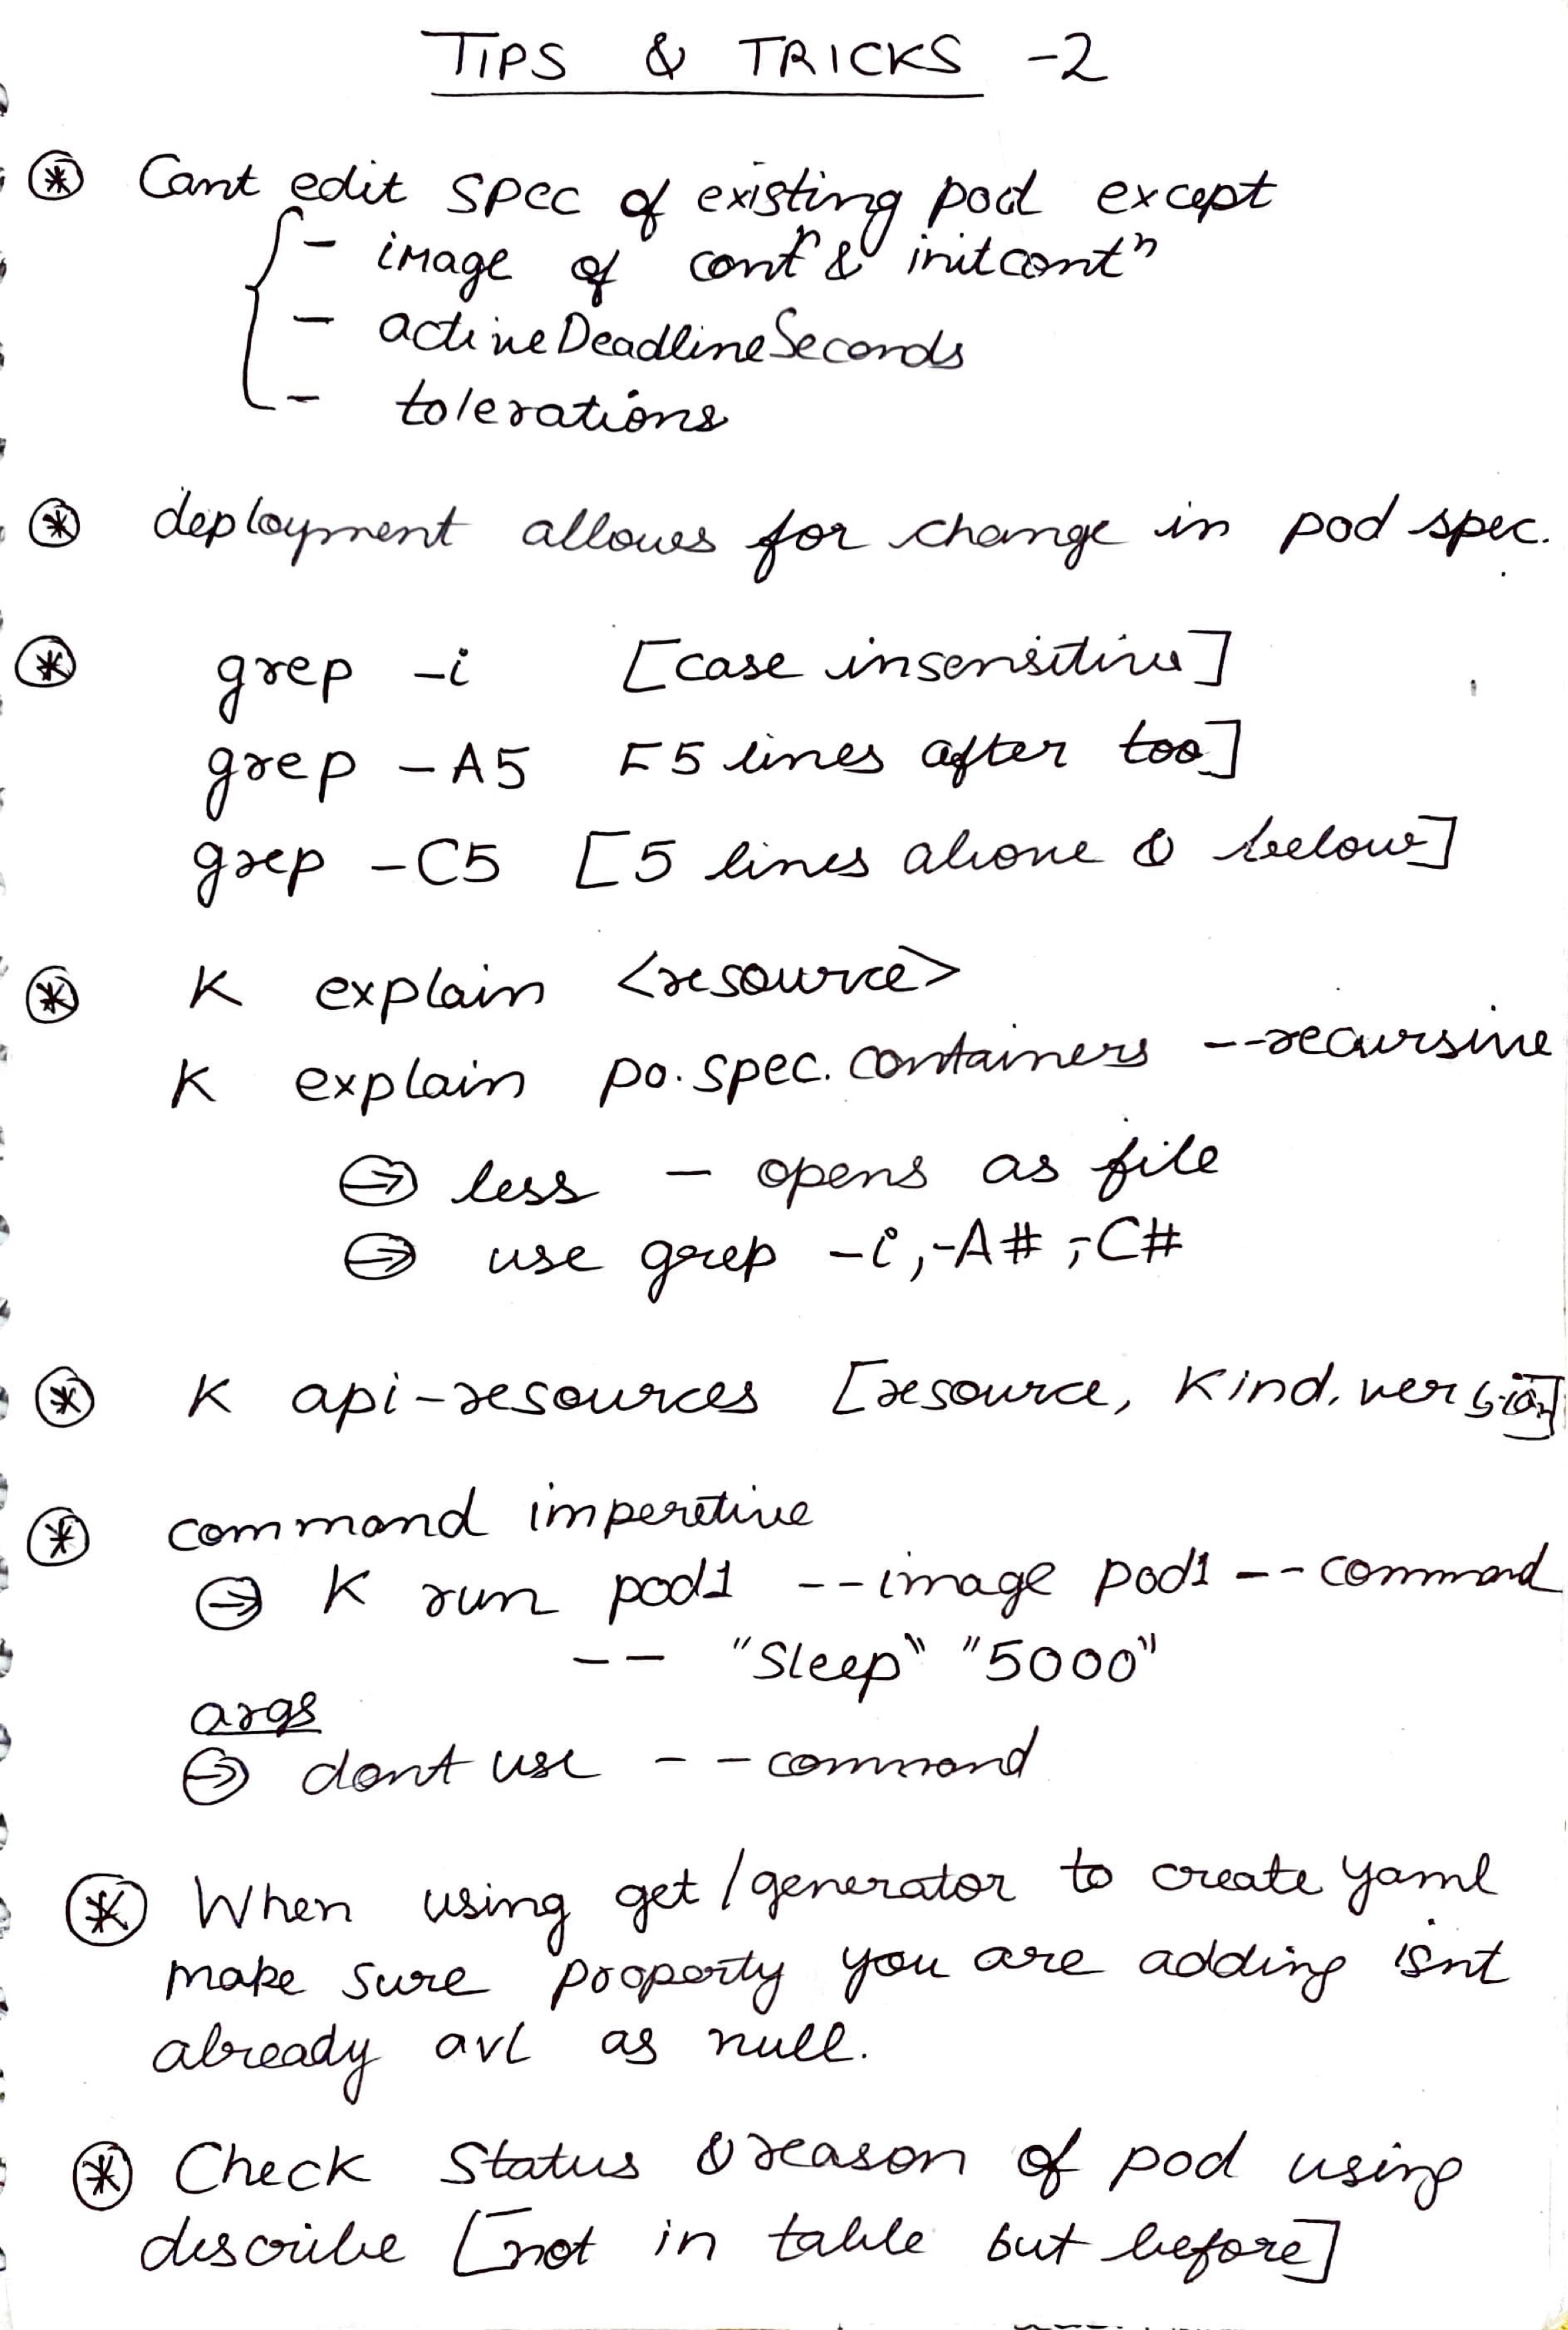 TIPS & TRICKS -2
Cant edit spec of existing pod except
- image of contn & initcontn
- activeDeadlineSeconds
- tolerations
deployment allows for change in pod spec.
grep -i [case insensitive]
grep -A5 [5 lines after too]
grep -C5 [5 lines above & below]
K explain <resource>
K explain po.spec.containers --recursive
→ less - opens as file
→ use grep -i,-A#,-C#
K api-resources [resource, Kind, version]
command imperetive
→ K run pod1 --image pod1 --command
-- "Sleep" "5000"
args
→ dont use --command
When using get/generator to create yaml
make sure property you are adding isnt
already avl as null.
Check Status & reason of pod using
describe [not in table but before]